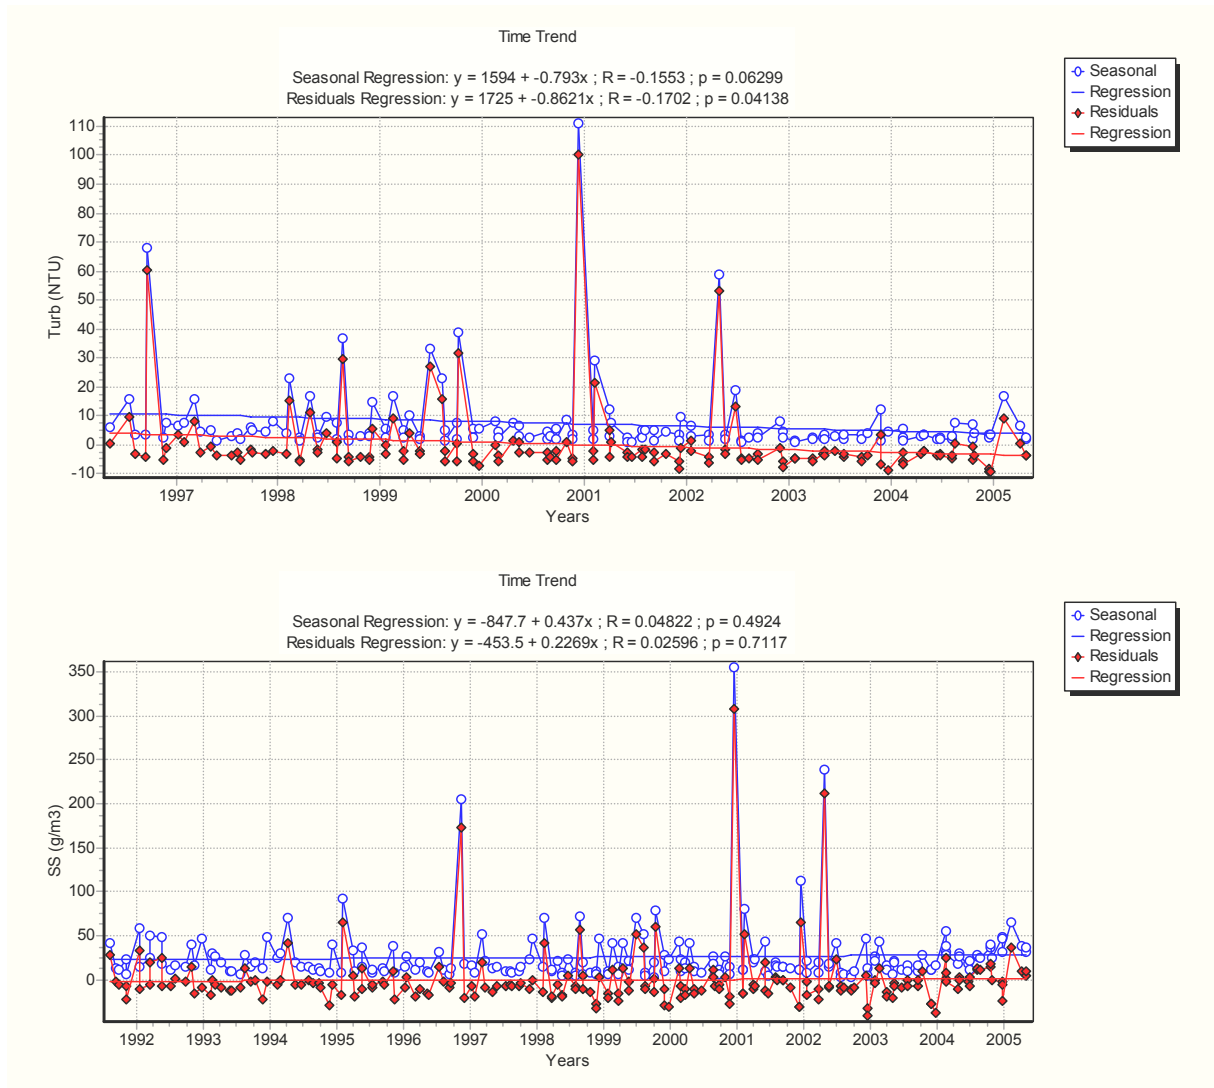 Time Trend
Seasonal Regression: y = 1594 + -0.793x ; R = -0.1553 ; p = 0.06299
Residuals Regression: y = 1725 + -0.8621x ; R = -0.1702 ; p = 0.04138
Seasonal
Regression
Residuals
Regression
110
100
90
80
70
60
50
40
30
20
10
0
-10
Turb (NTU)
1997 1998 1999 2000 2001 2002 2003 2004 2005
Years
Time Trend
Seasonal Regression: y = -847.7 + 0.437x ; R = 0.04822 ; p = 0.4924
Residuals Regression: y = -453.5 + 0.2269x ; R = 0.02596 ; p = 0.7117
Seasonal
Regression
Residuals
Regression
350
300
250
200
150
100
50
0
SS (g/m3)
1992 1993 1994 1995 1996 1997 1998 1999 2000 2001 2002 2003 2004 2005
Years